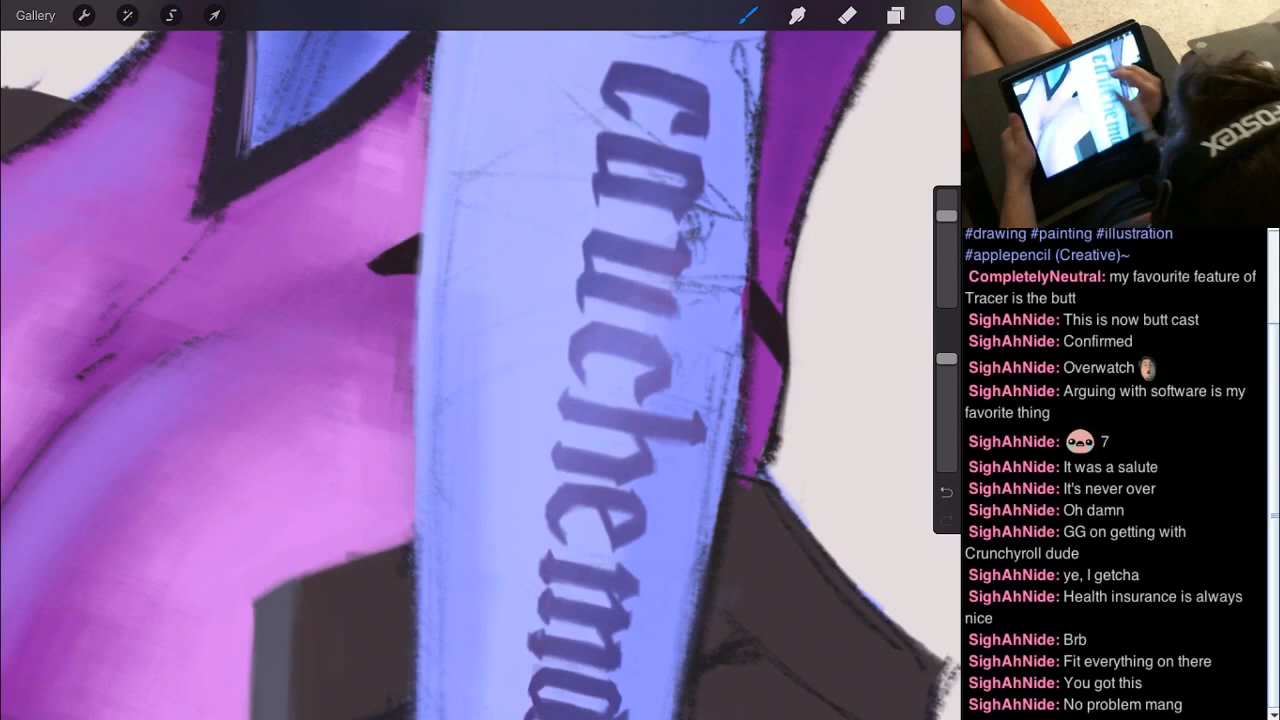 Gallery
cauchema
Rostex
#drawing #painting #illustration
#applepencil (Creative)~
CompletelyNeutral: my favourite feature of
Tracer is the butt
SighAhNide: This is now butt cast
SighAhNide: Confirmed
SighAhNide: Overwatch
SighAhNide: Arguing with software is my
favorite thing
SighAhNide: 7
SighAhNide: It was a salute
SighAhNide: It's never over
SighAhNide: Oh damn
SighAhNide: GG on getting with
Crunchyroll dude
SighAhNide: ye, I getcha
SighAhNide: Health insurance is always
nice
SighAhNide: Brb
SighAhNide: Fit everything on there
SighAhNide: You got this
SighAhNide: No problem mang